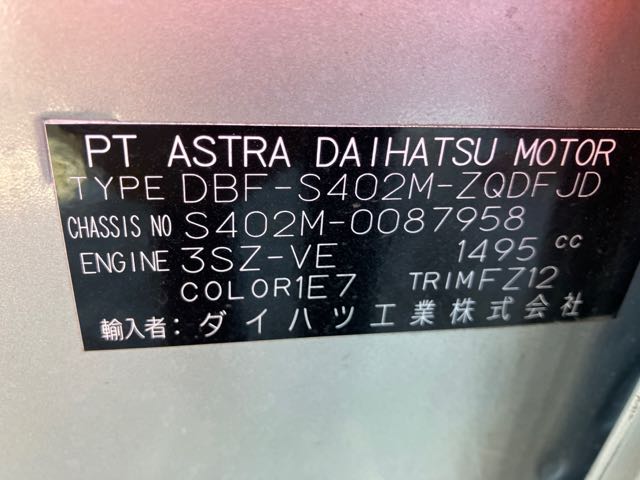 PT ASTRA DAIHATSU MOTOR
TYPE DBF-S402M-ZQDFJD
CHASSIS NO S402M-0087958
ENGINE 3SZ-VE 1495 cc
COLOR1E7 TRIMFZ12
輸入者: ダイハツ工業株式会社